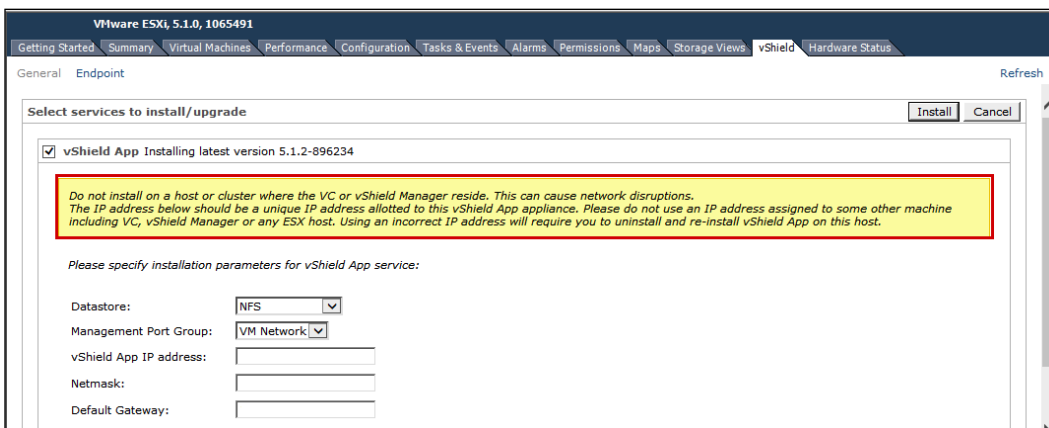 VMware ESXi, 5.1.0, 1065491
Getting Started Summary Virtual Machines Performance Configuration Tasks & Events Alarms Permissions Maps Storage Views vShield Hardware Status
General Endpoint Refresh
Select services to install/upgrade Install Cancel
vShield App Installing latest version 5.1.2-896234
Do not install on a host or cluster where the VC or vShield Manager reside. This can cause network disruptions.
The IP address below should be a unique IP address allotted to this vShield App appliance. Please do not use an IP address assigned to some other machine
including VC, vShield Manager or any ESX host. Using an incorrect IP address will require you to uninstall and re-install vShield App on this host.
Please specify installation parameters for vShield App service:
Datastore: NFS
Management Port Group: VM Network
vShield App IP address:
Netmask:
Default Gateway: